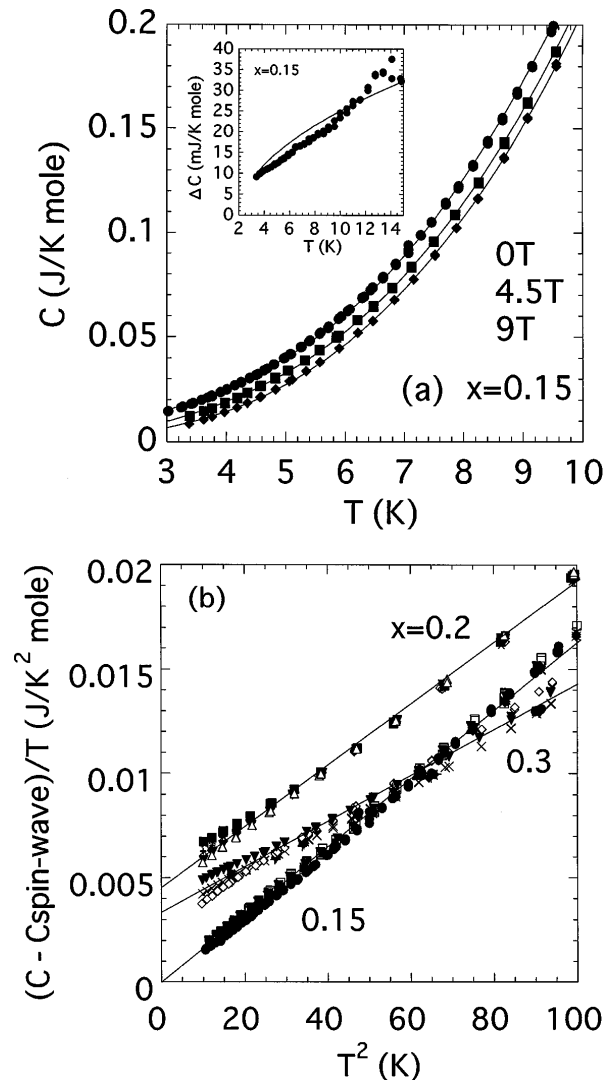 0.2
0.15
0.1
0.05
0
C (J/K mole)
3 4 5 6 7 8 9 10
T (K)
40
35
30
25
20
15
10
5
0
ΔC (mJ/K mole)
x=0.15
2 4 6 8 10 12 14
T (K)
0T
4.5T
9T
(a) x=0.15
0.02
0.015
0.01
0.005
0
(C - Cspin-wave)/T (J/K² mole)
(b)
x=0.2
0.3
0.15
0 20 40 60 80 100
T² (K)